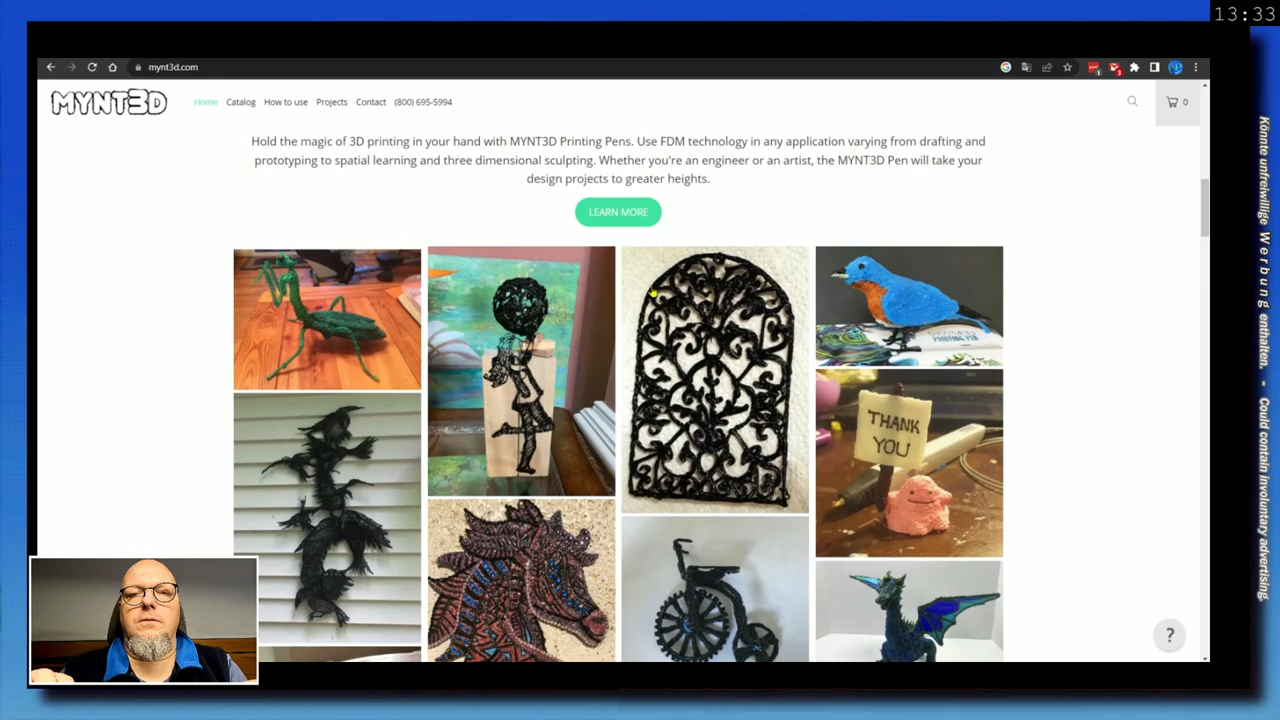 13:33
mynt3d.com
MYNT3D
Home Catalog How to use Projects Contact (800) 695-5994
0
Hold the magic of 3D printing in your hand with MYNT3D Printing Pens. Use FDM technology in any application varying from drafting and
prototyping to spatial learning and three dimensional sculpting. Whether you're an engineer or an artist, the MYNT3D Pen will take your
design projects to greater heights.
LEARN MORE
PRINTING PEN
THANK
YOU
?
Könnte unfreiwillige Werbung enthalten. - Could contain involuntary advertising.